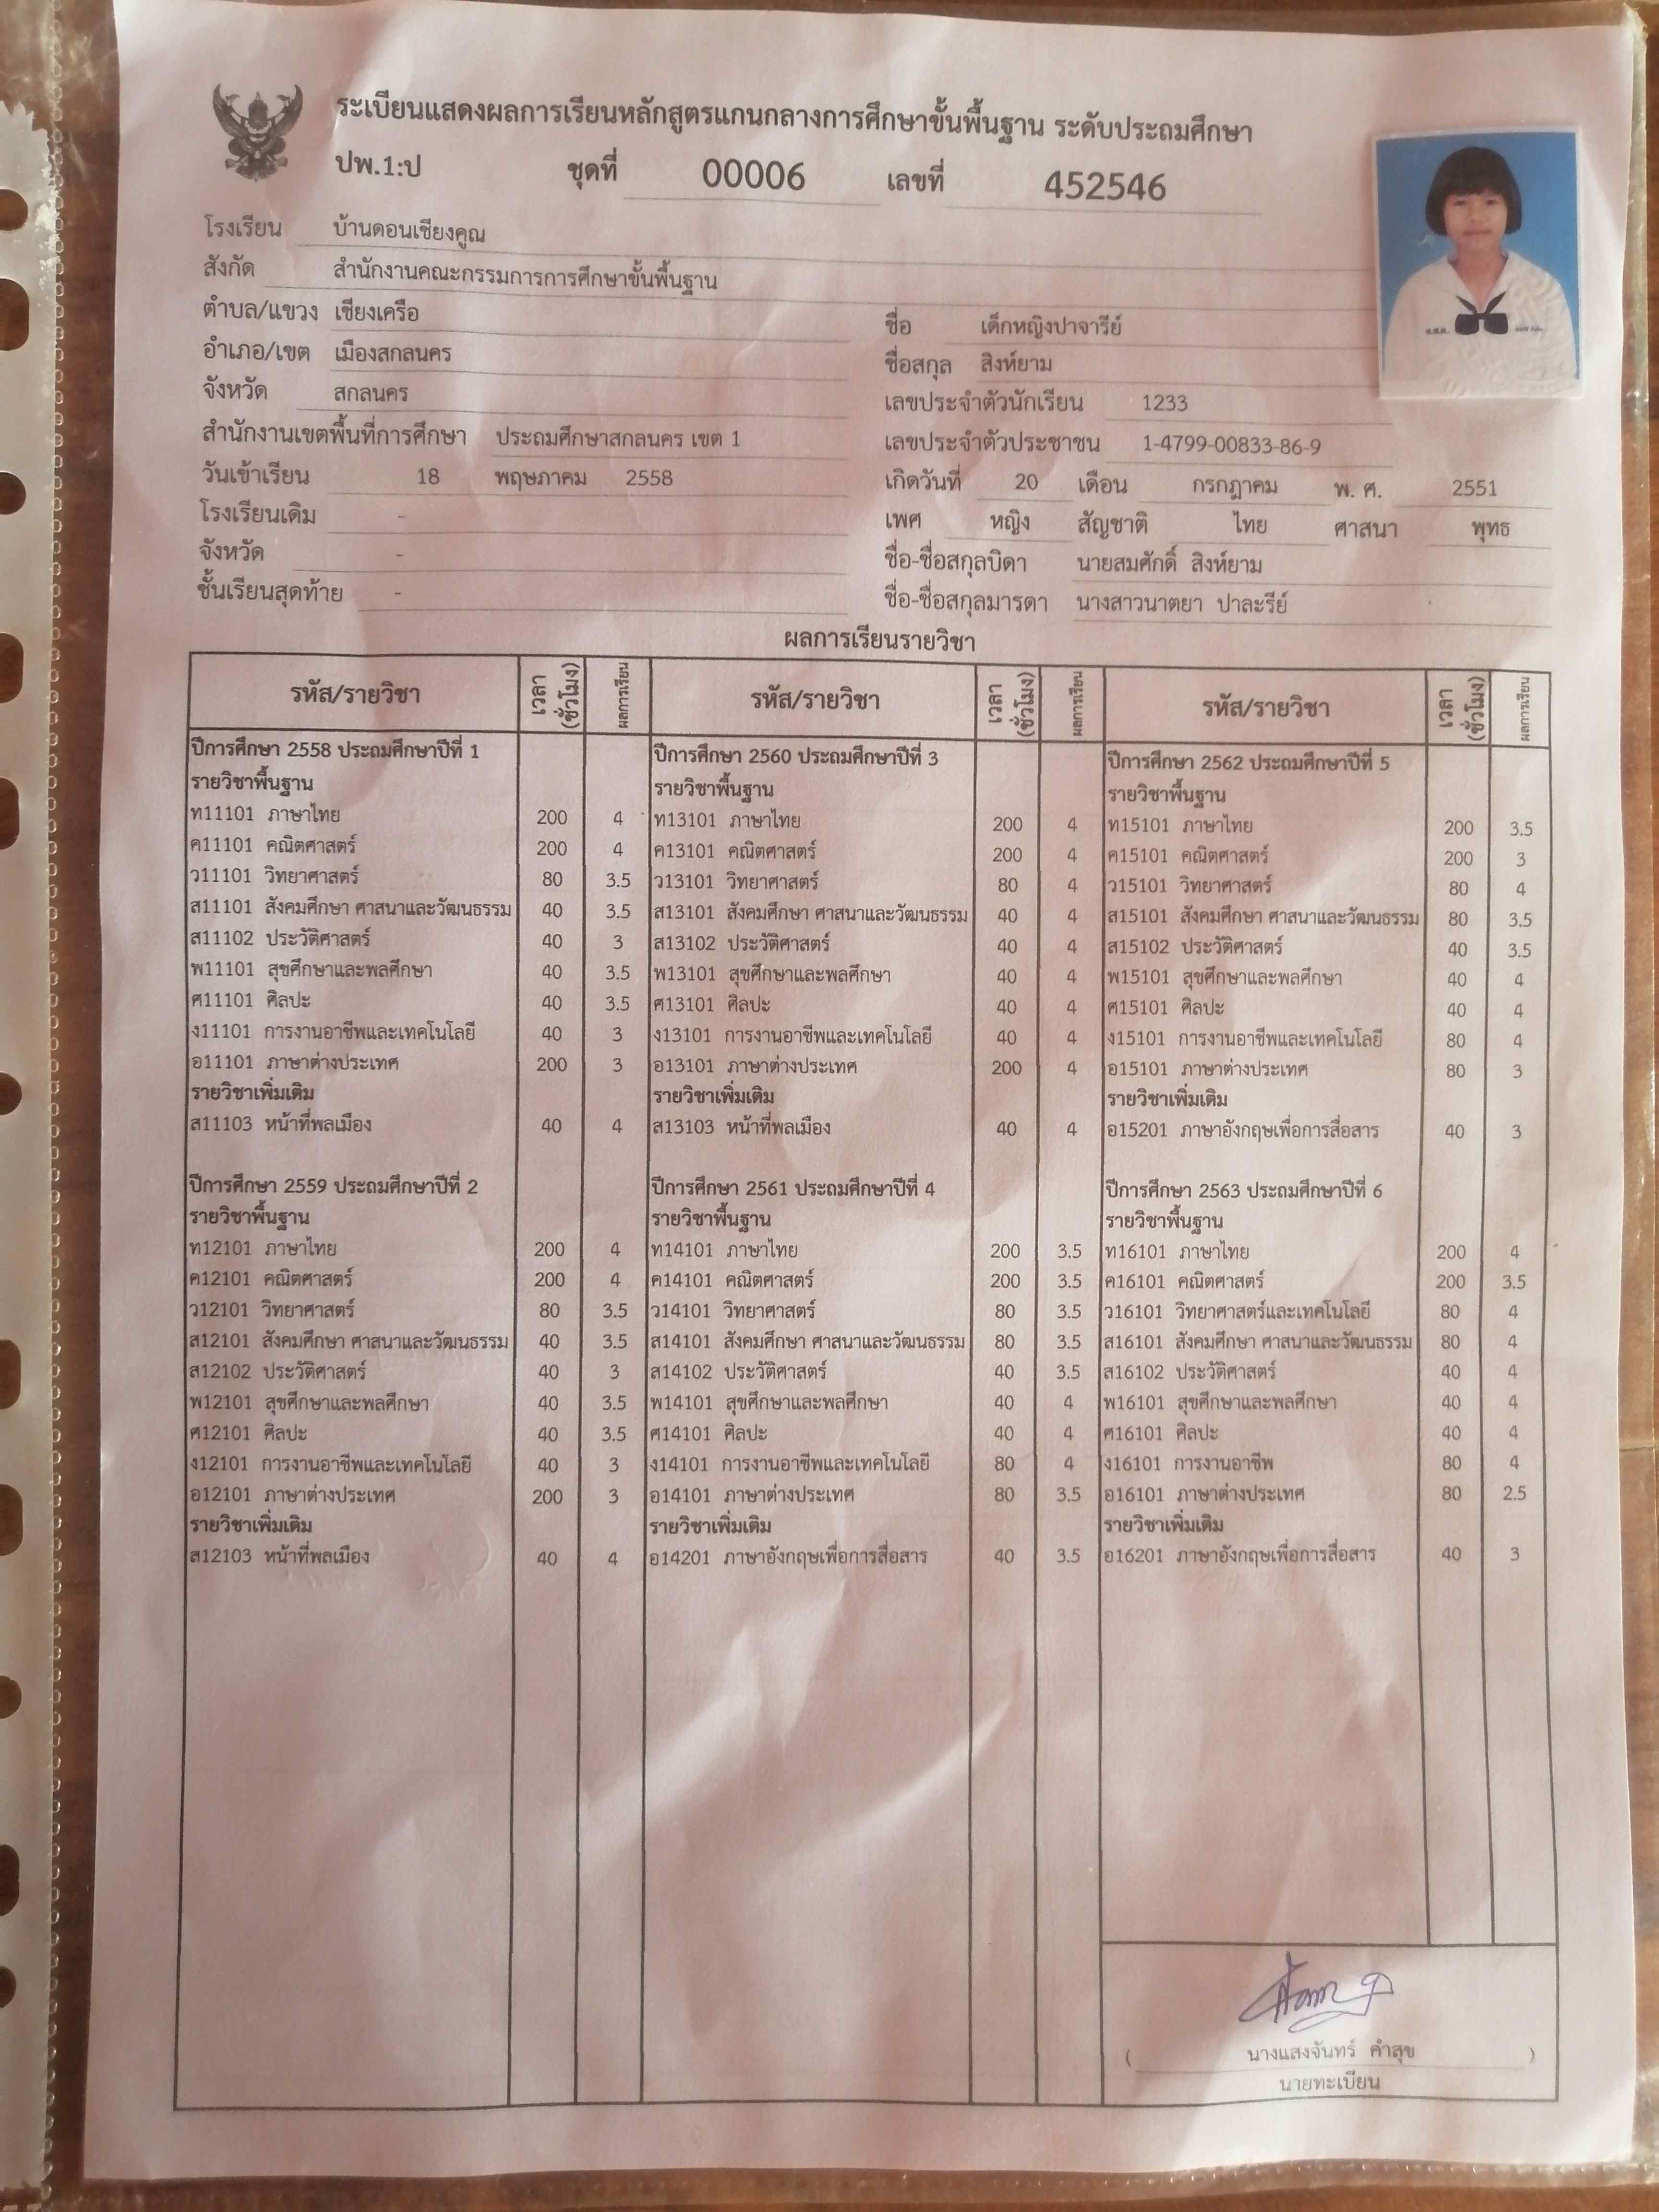 ระเบียนแสดงผลการเรียนหลักสูตรแกนกลางการศึกษาขั้นพื้นฐาน ระดับประถมศึกษา
ปพ.1:ป ชุดที่ 00006 เลขที่ 452546
โรงเรียน บ้านดอนเชียงคูณ
สังกัด สำนักงานคณะกรรมการการศึกษาขั้นพื้นฐาน
ตำบล/แขวง เชียงเครือ
อำเภอ/เขต เมืองสกลนคร
จังหวัด สกลนคร
สำนักงานเขตพื้นที่การศึกษา ประถมศึกษาสกลนคร เขต 1
วันเข้าเรียน 18 พฤษภาคม 2558
โรงเรียนเดิม -
จังหวัด -
ชั้นเรียนสุดท้าย -
ชื่อ เด็กหญิงปาจารีย์
ชื่อสกุล สิงห์ยาม
เลขประจำตัวนักเรียน 1233
เลขประจำตัวประชาชน 1-4799-00833-86-9
เกิดวันที่ 20 เดือน กรกฎาคม พ. ศ. 2551
เพศ หญิง สัญชาติ ไทย ศาสนา พุทธ
ชื่อ-ชื่อสกุลบิดา นายสมศักดิ์ สิงห์ยาม
ชื่อ-ชื่อสกุลมารดา นางสาวนาตยา ปาละรีย์
ผลการเรียนรายวิชา
รหัส/รายวิชา เวลา (ชั่วโมง) ผลการเรียน รหัส/รายวิชา เวลา (ชั่วโมง) ผลการเรียน รหัส/รายวิชา เวลา (ชั่วโมง) ผลการเรียน
ปีการศึกษา 2558 ประถมศึกษาปีที่ 1
รายวิชาพื้นฐาน
ท11101 ภาษาไทย 200 4
ค11101 คณิตศาสตร์ 200 4
ว11101 วิทยาศาสตร์ 80 3.5
ส11101 สังคมศึกษา ศาสนาและวัฒนธรรม 40 3.5
ส11102 ประวัติศาสตร์ 40 3
พ11101 สุขศึกษาและพลศึกษา 40 3.5
ศ11101 ศิลปะ 40 3.5
ง11101 การงานอาชีพและเทคโนโลยี 40 3
อ11101 ภาษาต่างประเทศ 200 3
รายวิชาเพิ่มเติม
ส11103 หน้าที่พลเมือง 40 4
ปีการศึกษา 2559 ประถมศึกษาปีที่ 2
รายวิชาพื้นฐาน
ท12101 ภาษาไทย 200 4
ค12101 คณิตศาสตร์ 200 4
ว12101 วิทยาศาสตร์ 80 3.5
ส12101 สังคมศึกษา ศาสนาและวัฒนธรรม 40 3.5
ส12102 ประวัติศาสตร์ 40 3
พ12101 สุขศึกษาและพลศึกษา 40 3.5
ศ12101 ศิลปะ 40 3.5
ง12101 การงานอาชีพและเทคโนโลยี 40 3
อ12101 ภาษาต่างประเทศ 200 3
รายวิชาเพิ่มเติม
ส12103 หน้าที่พลเมือง 40 4
ปีการศึกษา 2560 ประถมศึกษาปีที่ 3
รายวิชาพื้นฐาน
ท13101 ภาษาไทย 200 4
ค13101 คณิตศาสตร์ 200 4
ว13101 วิทยาศาสตร์ 80 4
ส13101 สังคมศึกษา ศาสนาและวัฒนธรรม 40 4
ส13102 ประวัติศาสตร์ 40 4
พ13101 สุขศึกษาและพลศึกษา 40 4
ศ13101 ศิลปะ 40 4
ง13101 การงานอาชีพและเทคโนโลยี 40 4
อ13101 ภาษาต่างประเทศ 200 4
รายวิชาเพิ่มเติม
ส13103 หน้าที่พลเมือง 40 4
ปีการศึกษา 2561 ประถมศึกษาปีที่ 4
รายวิชาพื้นฐาน
ท14101 ภาษาไทย 200 3.5
ค14101 คณิตศาสตร์ 200 3.5
ว14101 วิทยาศาสตร์ 80 3.5
ส14101 สังคมศึกษา ศาสนาและวัฒนธรรม 80 3.5
ส14102 ประวัติศาสตร์ 40 3.5
พ14101 สุขศึกษาและพลศึกษา 40 4
ศ14101 ศิลปะ 40 4
ง14101 การงานอาชีพและเทคโนโลยี 80 4
อ14101 ภาษาต่างประเทศ 80 3.5
รายวิชาเพิ่มเติม
อ14201 ภาษาอังกฤษเพื่อการสื่อสาร 40 3.5
ปีการศึกษา 2562 ประถมศึกษาปีที่ 5
รายวิชาพื้นฐาน
ท15101 ภาษาไทย 200 3.5
ค15101 คณิตศาสตร์ 200 3
ว15101 วิทยาศาสตร์ 80 4
ส15101 สังคมศึกษา ศาสนาและวัฒนธรรม 80 3.5
ส15102 ประวัติศาสตร์ 40 3.5
พ15101 สุขศึกษาและพลศึกษา 40 4
ศ15101 ศิลปะ 40 4
ง15101 การงานอาชีพและเทคโนโลยี 80 4
อ15101 ภาษาต่างประเทศ 80 3
รายวิชาเพิ่มเติม
อ15201 ภาษาอังกฤษเพื่อการสื่อสาร 40 3
ปีการศึกษา 2563 ประถมศึกษาปีที่ 6
รายวิชาพื้นฐาน
ท16101 ภาษาไทย 200 4
ค16101 คณิตศาสตร์ 200 3.5
ว16101 วิทยาศาสตร์และเทคโนโลยี 80 4
ส16101 สังคมศึกษา ศาสนาและวัฒนธรรม 80 4
ส16102 ประวัติศาสตร์ 40 4
พ16101 สุขศึกษาและพลศึกษา 40 4
ศ16101 ศิลปะ 40 4
ง16101 การงานอาชีพ 80 4
อ16101 ภาษาต่างประเทศ 80 2.5
รายวิชาเพิ่มเติม
อ16201 ภาษาอังกฤษเพื่อการสื่อสาร 40 3
( นางแสงจันทร์ คำสุข )
นายทะเบียน